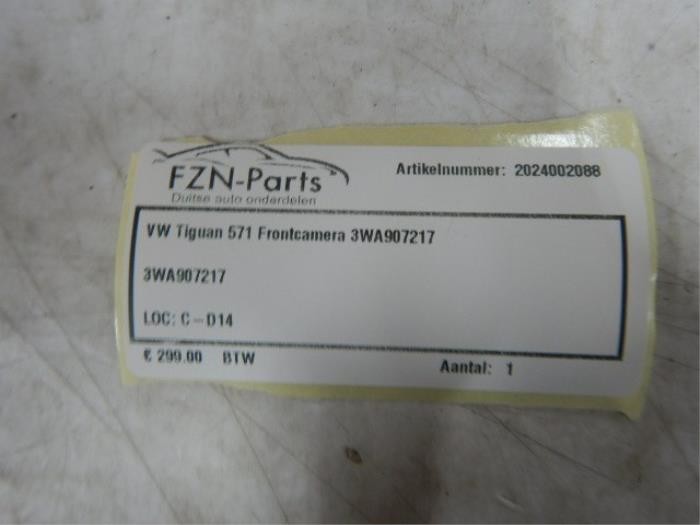 FZN-Parts
Duitse auto onderdelen
Artikelnummer: 2024002088
VW Tiguan 571 Frontcamera 3WA907217
3WA907217
LOC: C - D14
€ 299.00 BTW
Aantal: 1